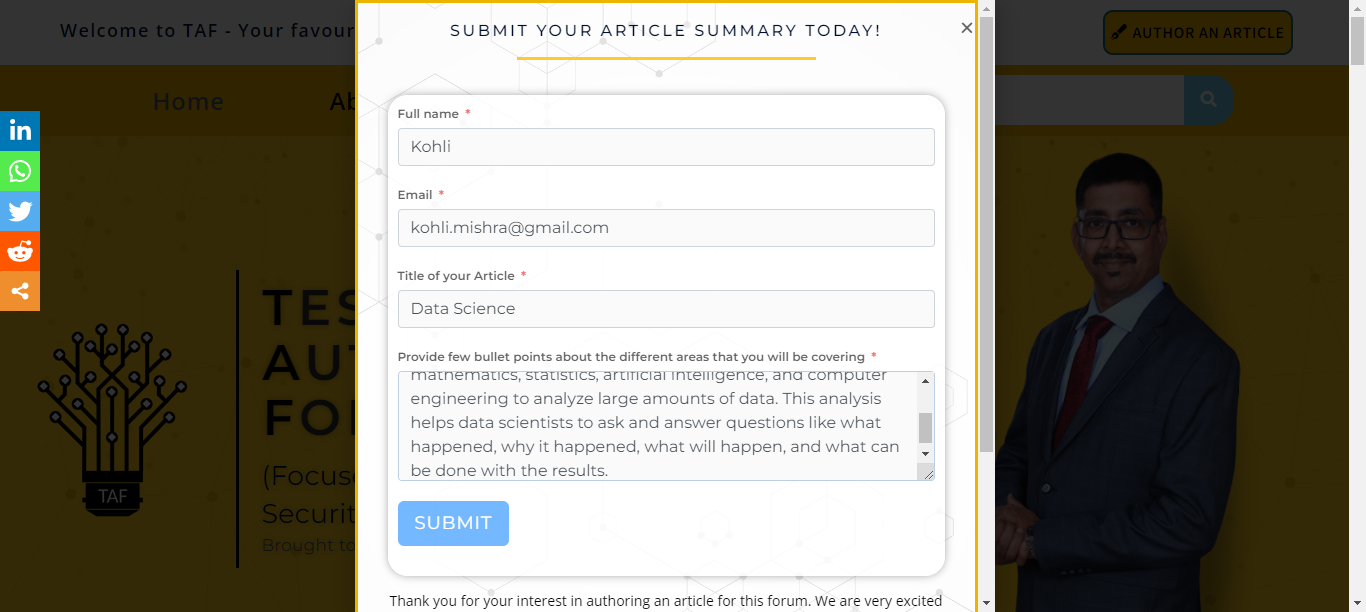 Welcome to TAF - Your favour
SUBMIT YOUR ARTICLE SUMMARY TODAY!
AUTHOR AN ARTICLE
Home
Ab
Full name *
Kohli
Email *
kohli.mishra@gmail.com
Title of your Article *
Data Science
Provide few bullet points about the different areas that you will be covering *
mathematics, statistics, artificial intelligence, and computer
engineering to analyze large amounts of data. This analysis
helps data scientists to ask and answer questions like what
happened, why it happened, what will happen, and what can
be done with the results.
SUBMIT
Thank you for your interest in authoring an article for this forum. We are very excited
TES
AU
FO
(Focuse
Securit
Brought to
TAF